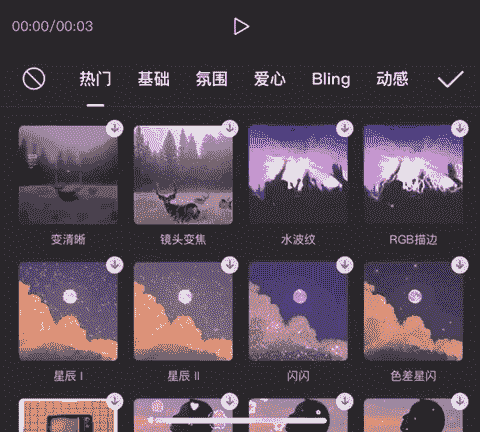 00:00/00:03
热门 基础 氛围 爱心 Bling 动感
变清晰 镜头变焦 水波纹 RGB描边
星辰 I 星辰 II 闪闪 色差星闪